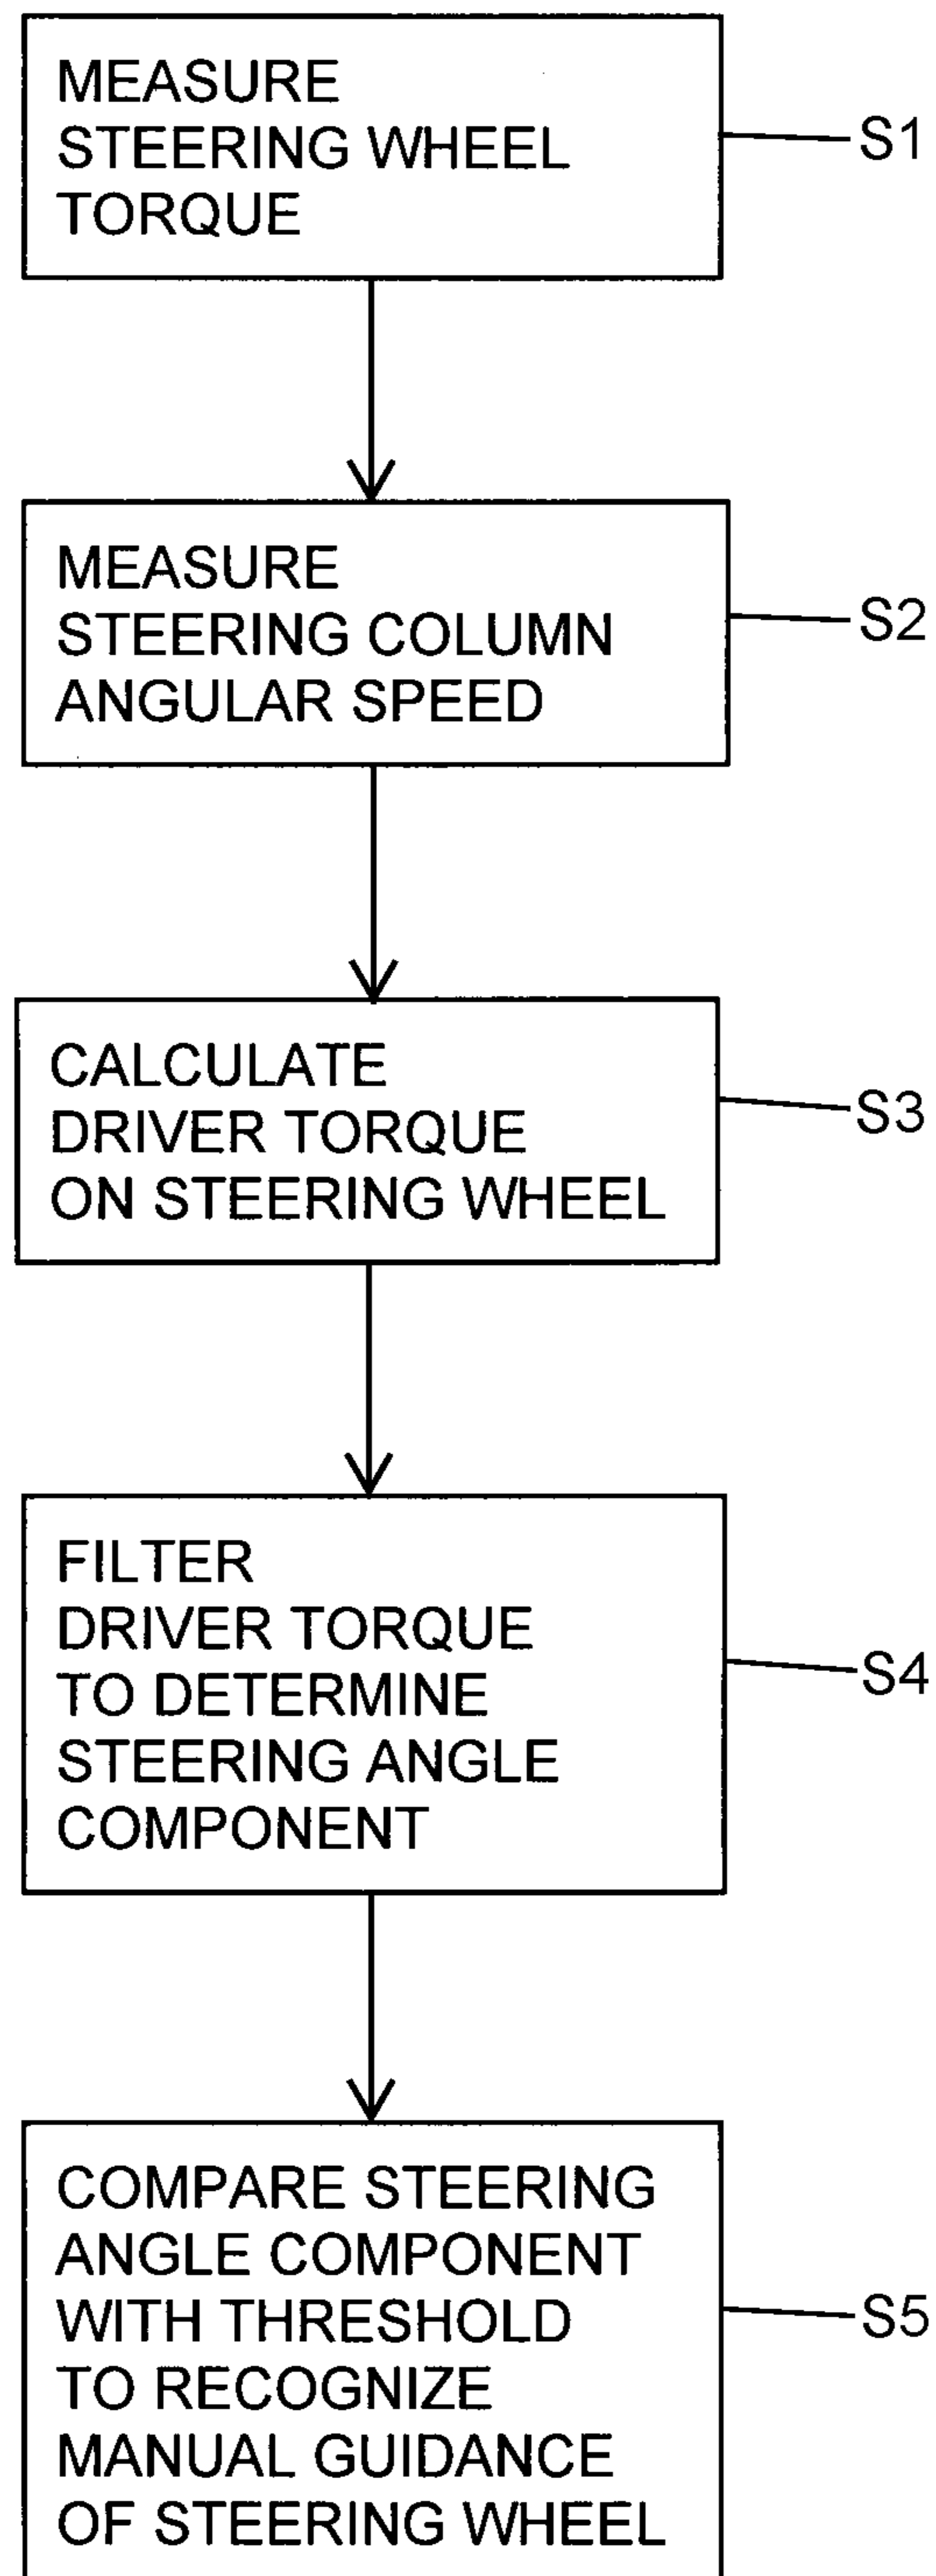 MEASURE
STEERING WHEEL
TORQUE
S1
MEASURE
STEERING COLUMN
ANGULAR SPEED
S2
CALCULATE
DRIVER TORQUE
ON STEERING WHEEL
S3
FILTER
DRIVER TORQUE
TO DETERMINE
STEERING ANGLE
COMPONENT
S4
COMPARE STEERING
ANGLE COMPONENT
WITH THRESHOLD
TO RECOGNIZE
MANUAL GUIDANCE
OF STEERING WHEEL
S5